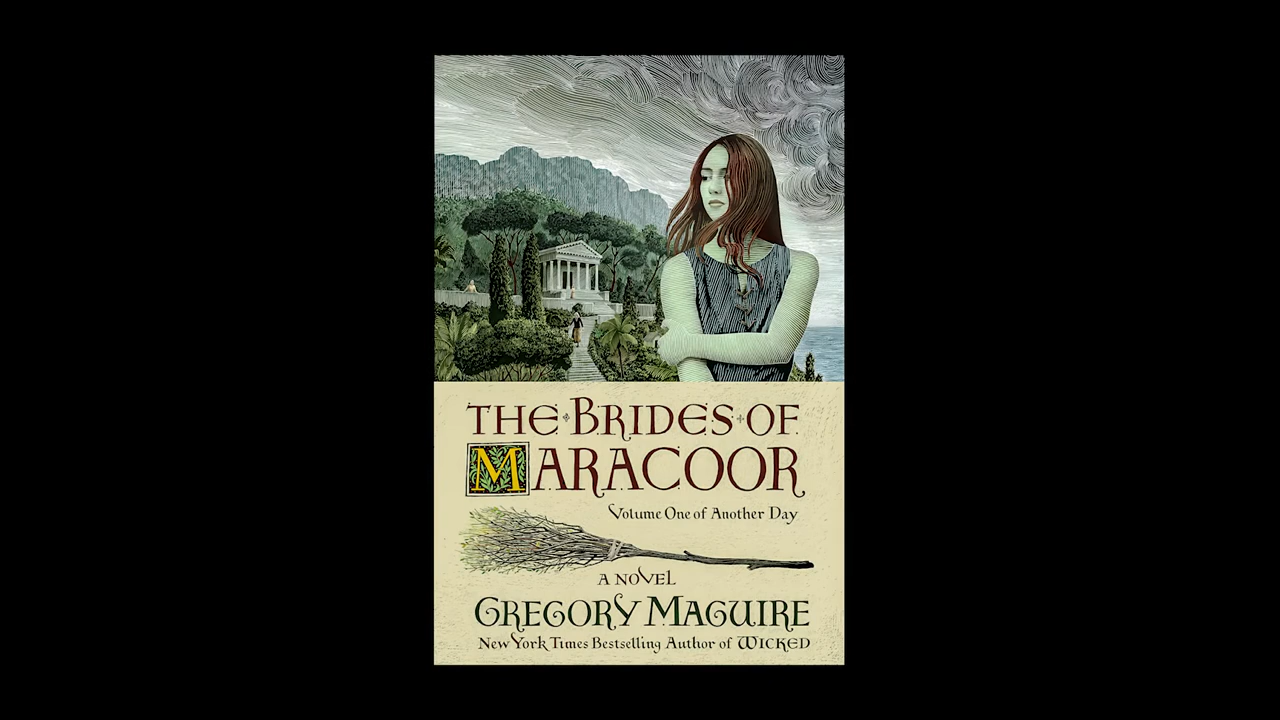 THE BRIDES OF
MARACOOR
Volume One of Another Day
A NOVEL
GREGORY MAGUIRE
New York Times Bestselling Author of WICKED